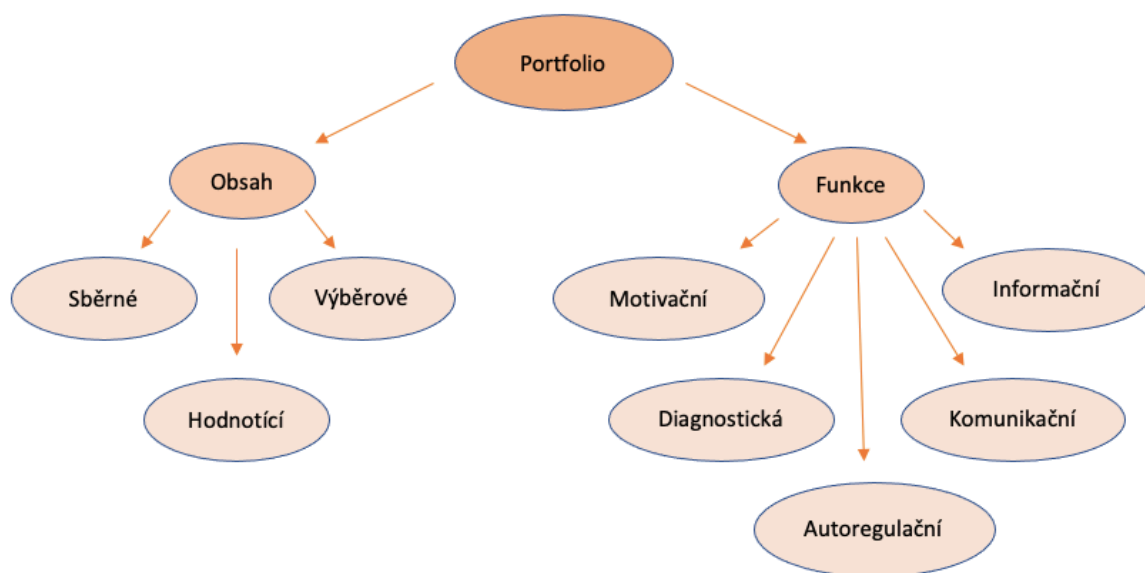 Portfolio
Obsah
Funkce
Sběrné
Výběrové
Motivační
Informační
Hodnotící
Diagnostická
Komunikační
Autoregulační